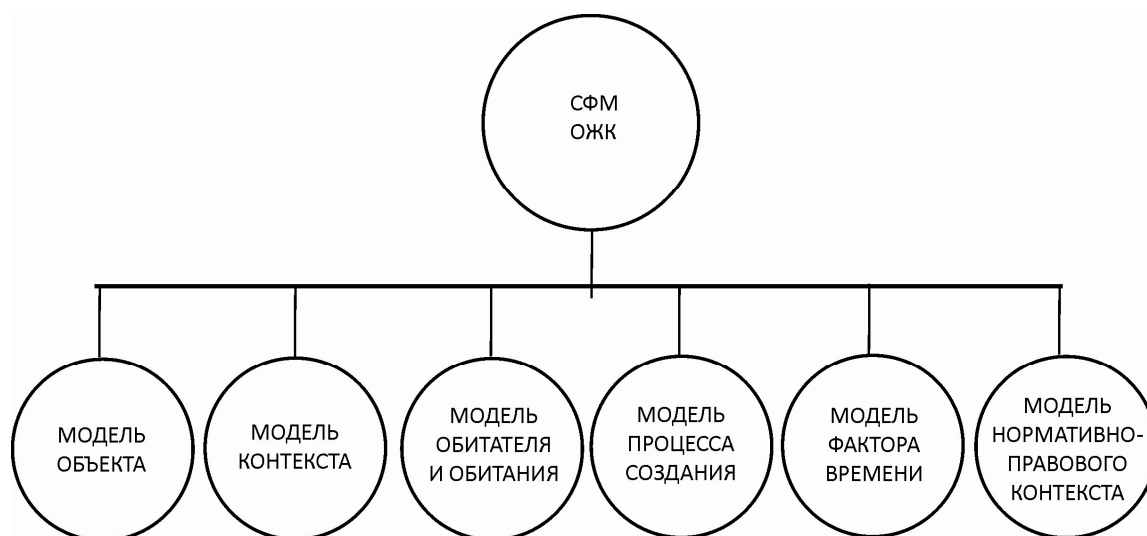 СФМ
ОЖК
МОДЕЛЬ
ОБЪЕКТА
МОДЕЛЬ
КОНТЕКСТА
МОДЕЛЬ
ОБИТАТЕЛЯ
И ОБИТАНИЯ
МОДЕЛЬ
ПРОЦЕССА
СОЗДАНИЯ
МОДЕЛЬ
ФАКТОРА
ВРЕМЕНИ
МОДЕЛЬ
НОРМАТИВНО-
ПРАВОВОГО
КОНТЕКСТА